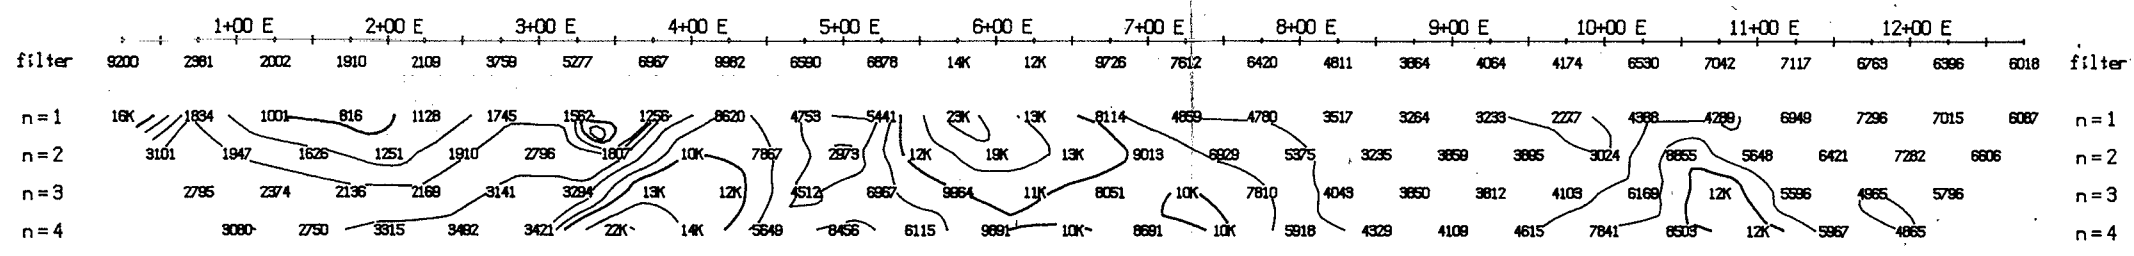 1+00 E 2+00 E 3+00 E 4+00 E 5+00 E 6+00 E 7+00 E 8+00 E 9+00 E 10+00 E 11+00 E 12+00 E
filter 9200 2381 2002 1910 2109 3759 5277 6967 9982 6590 6878 14K 12K 9726 7612 6420 4811 3864 4064 4174 6530 7042 7117 6763 6396 6018 filter
n=1 16K 1834 1001 816 1128 1745 1562 1256 8620 4753 5441 23K 13K 8114 4859 4780 3517 3264 3233 2277 4388 4289 6949 7296 7015 6087 n=1
n=2 3101 1947 1626 1251 1910 2796 1807 10K 7867 2973 12K 19K 13K 9013 6929 5375 3235 3859 3895 3024 8855 5648 6421 7282 6606 n=2
n=3 2795 2374 2136 2169 3141 3294 13K 12K 4512 6967 9864 11K 8051 10K 7810 4043 3850 3812 4103 6169 12K 5596 4965 5796 n=3
n=4 3080 2750 3315 3492 3421 22K 14K 5649 8456 6115 9891 10K 8691 10K 5918 4329 4109 4615 7841 8503 12K 5967 4865 n=4